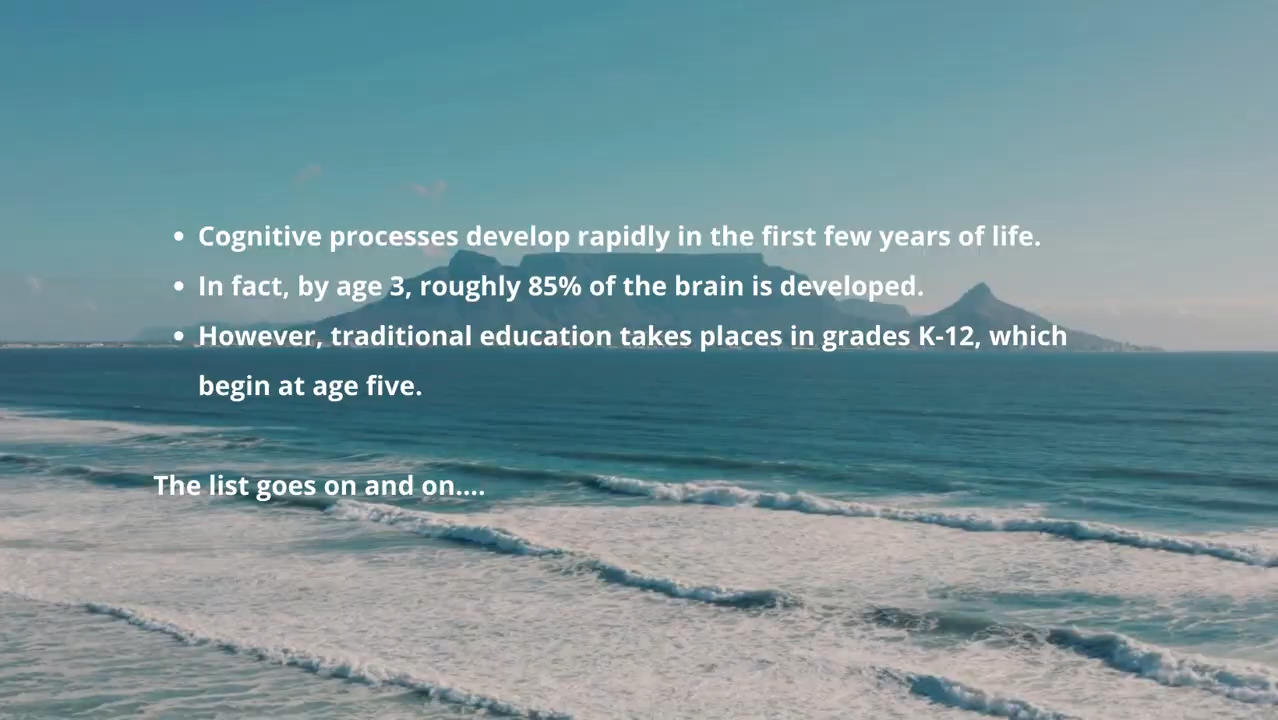 • Cognitive processes develop rapidly in the first few years of life.
• In fact, by age 3, roughly 85% of the brain is developed.
• However, traditional education takes places in grades K-12, which
begin at age five.
The list goes on and on....